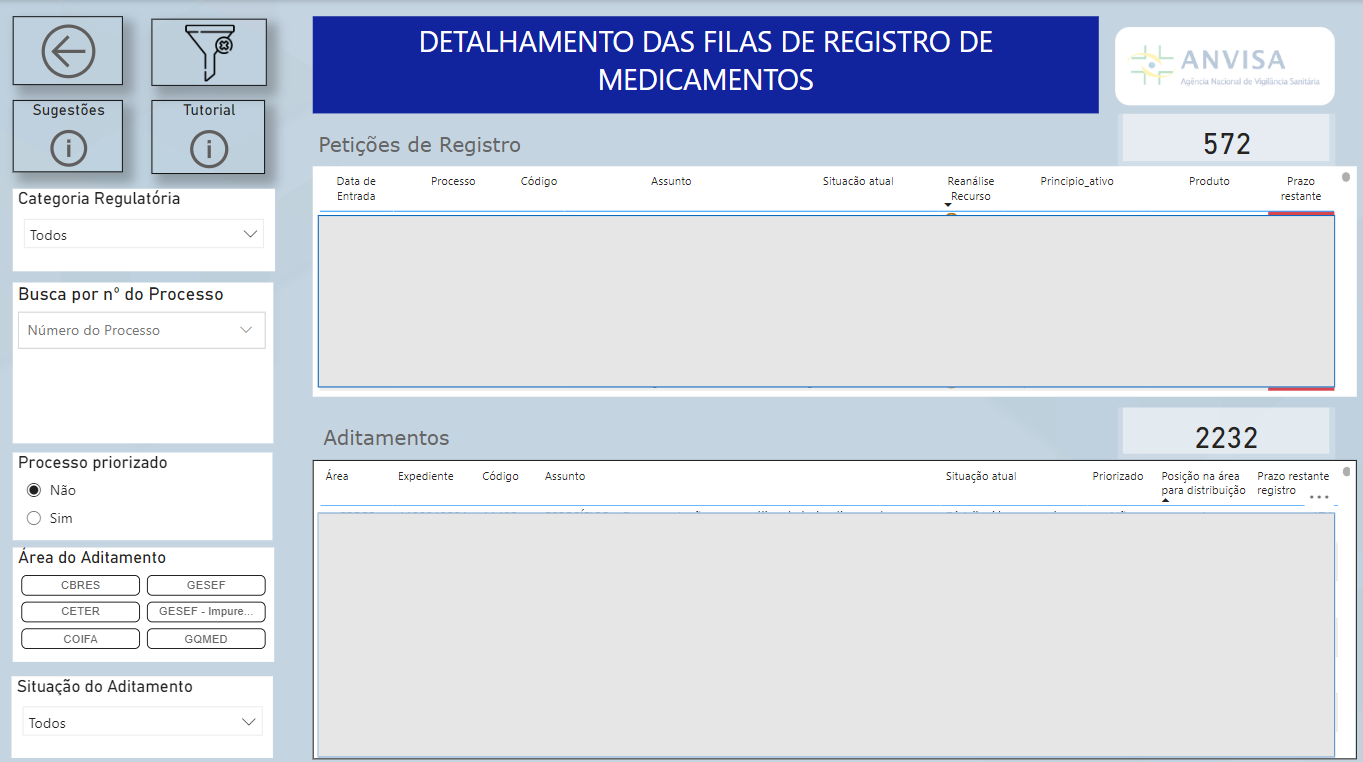 DETALHAMENTO DAS FILAS DE REGISTRO DE
MEDICAMENTOS
ANVISA
Agência Nacional de Vigilância Sanitária
Sugestões
Tutorial
Categoria Regulatória
Todos
Busca por nº do Processo
Número do Processo
Processo priorizado
Não
Sim
Área do Aditamento
CBRES
GESEF
CETER
GESEF - Impure...
COIFA
GQMED
Situação do Aditamento
Todos
Petições de Registro
572
Data de
Entrada
Processo
Código
Assunto
Situacão atual
Reanálise
_Recurso
Principio_ativo
Produto
Prazo
restante
Aditamentos
2232
Área
Expediente
Código
Assunto
Situação atual
Priorizado
Posição na área
para distribuição
Prazo restante
registro